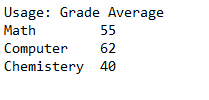 Usage: Grade Average
Math 55
Computer 62
Chemistery 40